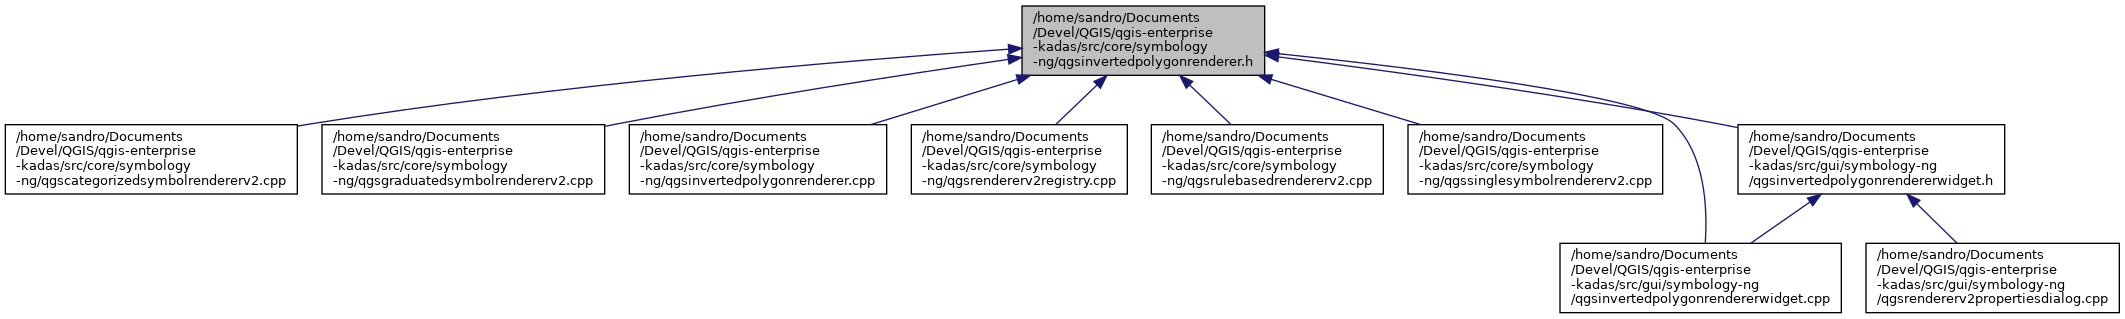 /home/sandro/Documents
/Devel/QGIS/qgis-enterprise
-kadas/src/core/symbology
-ng/qgsinvertedpolygonrenderer.h
/home/sandro/Documents
/Devel/QGIS/qgis-enterprise
-kadas/src/core/symbology
-ng/qgscategorizedsymbolrendererv2.cpp
/home/sandro/Documents
/Devel/QGIS/qgis-enterprise
-kadas/src/core/symbology
-ng/qgsgraduatedsymbolrendererv2.cpp
/home/sandro/Documents
/Devel/QGIS/qgis-enterprise
-kadas/src/core/symbology
-ng/qgsinvertedpolygonrenderer.cpp
/home/sandro/Documents
/Devel/QGIS/qgis-enterprise
-kadas/src/core/symbology
-ng/qgsrendererv2registry.cpp
/home/sandro/Documents
/Devel/QGIS/qgis-enterprise
-kadas/src/core/symbology
-ng/qgsrulebasedrendererv2.cpp
/home/sandro/Documents
/Devel/QGIS/qgis-enterprise
-kadas/src/core/symbology
-ng/qgssinglesymbolrendererv2.cpp
/home/sandro/Documents
/Devel/QGIS/qgis-enterprise
-kadas/src/gui/symbology-ng
/qgsinvertedpolygonrendererwidget.h
/home/sandro/Documents
/Devel/QGIS/qgis-enterprise
-kadas/src/gui/symbology-ng
/qgsinvertedpolygonrendererwidget.cpp
/home/sandro/Documents
/Devel/QGIS/qgis-enterprise
-kadas/src/gui/symbology-ng
/qgsrendererv2propertiesdialog.cpp